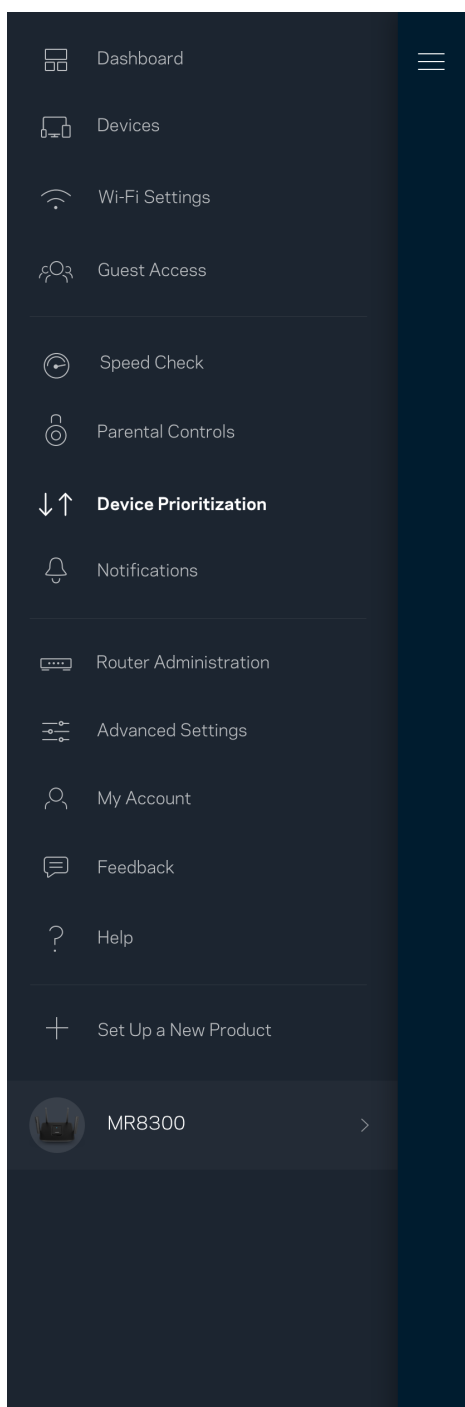 Dashboard
Devices
Wi-Fi Settings
Guest Access
Speed Check
Parental Controls
Device Prioritization
Notifications
Router Administration
Advanced Settings
My Account
Feedback
Help
Set Up a New Product
MR8300